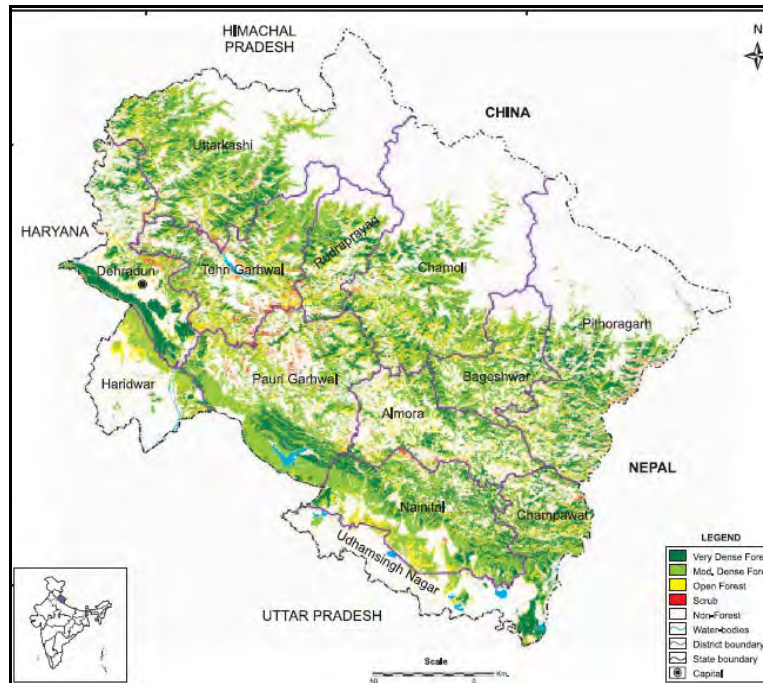 HIMACHAL
PRADESH
N
CHINA
Uttarkashi
HARYANA
Rudraprayag
Dehradun
Tehri Garhwal
Chamoli
Pithoragarh
Haridwar
Pauri Garhwal
Bageshwar
Almora
NEPAL
Nainital
Champawat
Udhamsingh Nagar
UTTAR PRADESH
LEGEND
Very Dense Fore
Mod. Dense Fore
Open Forest
Scrub
Non-Forest
Water-bodies
District boundary
State boundary
Capital
Scale
50 0 Km.